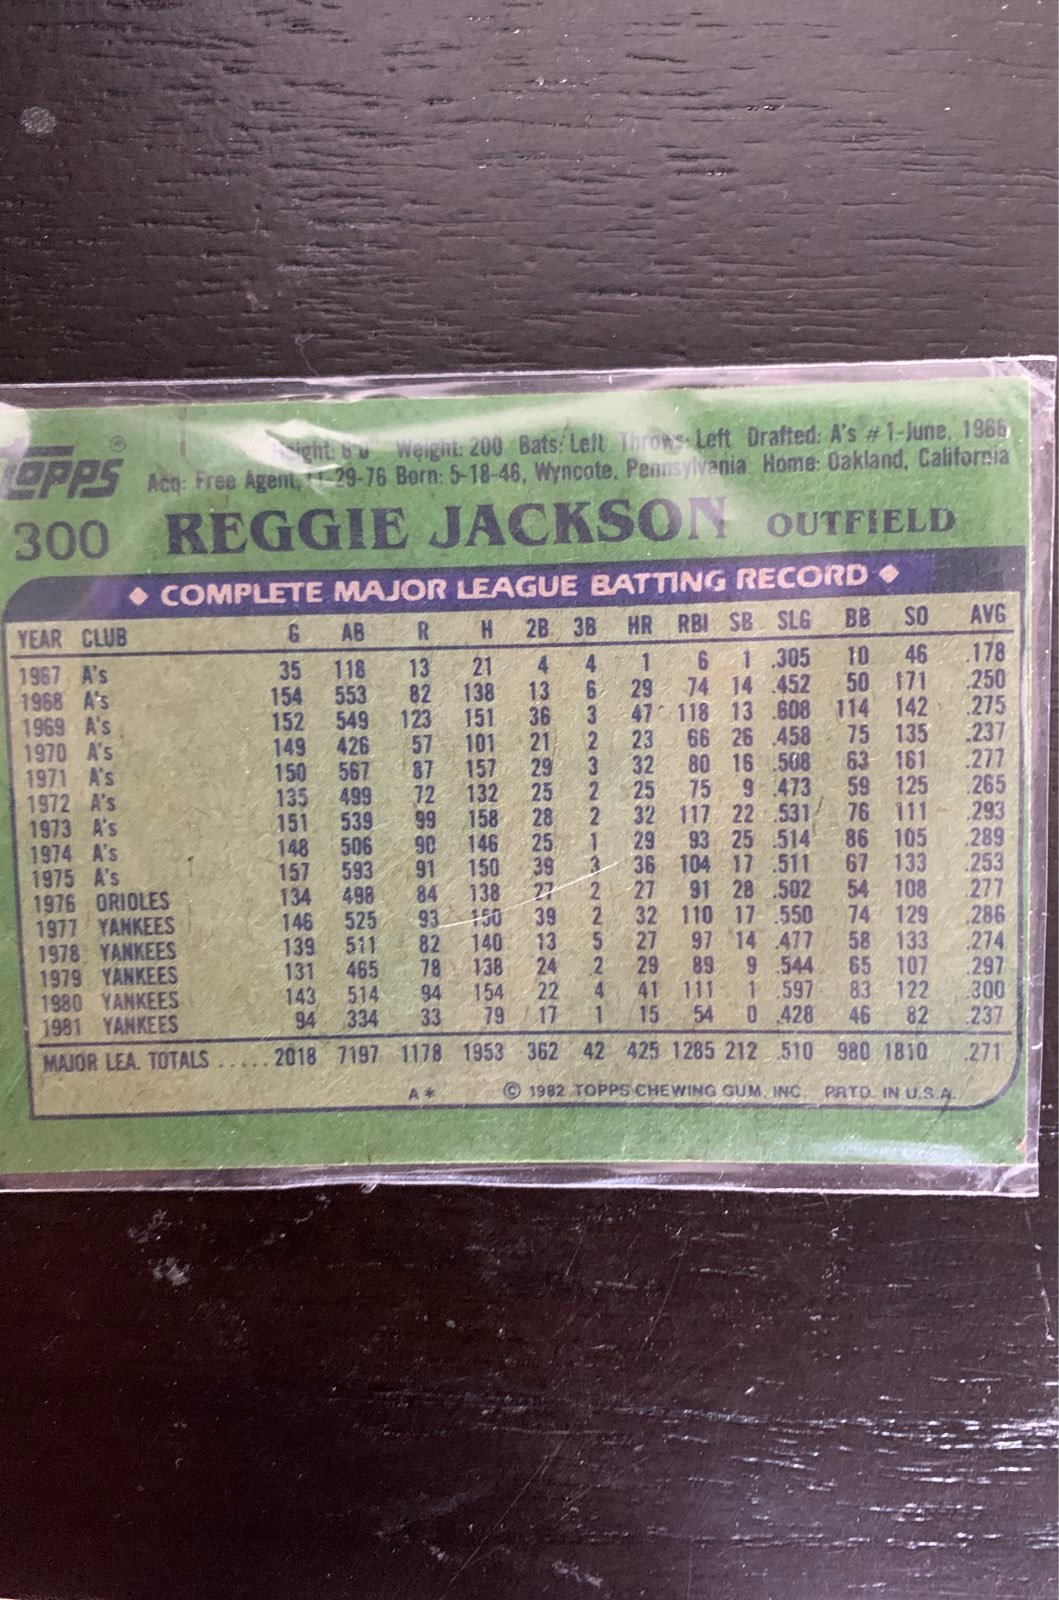 Height: 6'0" Weight: 200 Bats: Left Throws: Left Drafted: A's #1-June, 1966
TOPPS® Acq: Free Agent, 11-29-76 Born: 5-18-46, Wyncote, Pennsylvania Home: Oakland, California
300 REGGIE JACKSON OUTFIELD
◆ COMPLETE MAJOR LEAGUE BATTING RECORD ◆
YEAR CLUB G AB R H 2B 3B HR RBI SB SLG BB SO AVG
1967 A's 35 118 13 21 4 4 1 6 1 .305 10 46 .178
1968 A's 154 553 82 138 13 6 29 74 14 .452 50 171 .250
1969 A's 152 549 123 151 36 3 47 118 13 .608 114 142 .275
1970 A's 149 426 57 101 21 2 23 66 26 .458 75 135 .237
1971 A's 150 567 87 157 29 3 32 80 16 .508 63 161 .277
1972 A's 135 499 72 132 25 2 25 75 9 .473 59 125 .265
1973 A's 151 539 99 158 28 2 32 117 22 .531 76 111 .293
1974 A's 148 506 90 146 25 1 29 93 25 .514 86 105 .289
1975 A's 157 593 91 150 39 3 36 104 17 .511 67 133 .253
1976 ORIOLES 134 498 84 138 27 2 27 91 28 .502 54 108 .277
1977 YANKEES 146 525 93 150 39 2 32 110 17 .550 74 129 .286
1978 YANKEES 139 511 82 140 13 5 27 97 14 .477 58 133 .274
1979 YANKEES 131 465 78 138 24 2 29 89 9 .544 65 107 .297
1980 YANKEES 143 514 94 154 22 4 41 111 1 .597 83 122 .300
1981 YANKEES 94 334 33 79 17 1 15 54 0 .428 46 82 .237
MAJOR LEA. TOTALS ..... 2018 7197 1178 1953 362 42 425 1285 212 .510 980 1810 .271
A* © 1982 TOPPS CHEWING GUM, INC. PRTD. IN U.S.A.